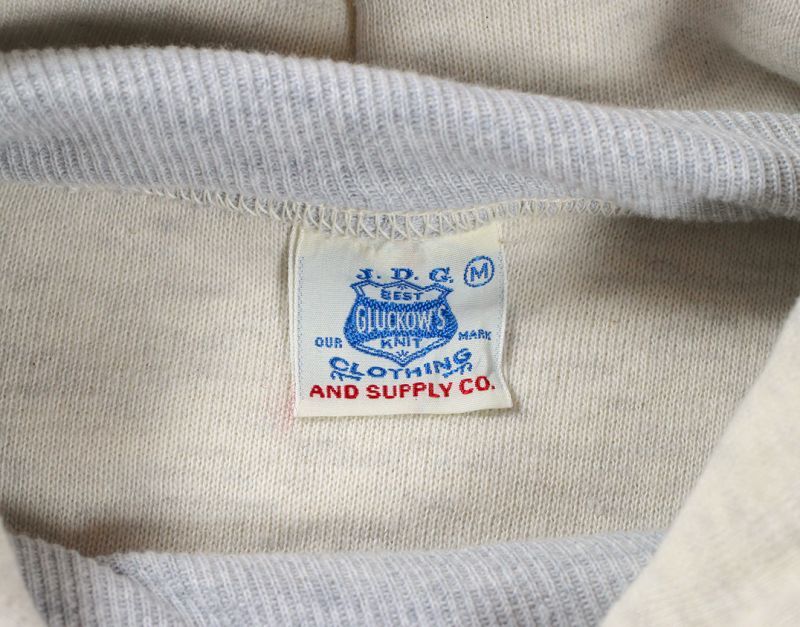 J. D. G. M
BEST
GLUCKOW'S
OUR KNIT MARK
CLOTHING
AND SUPPLY CO.